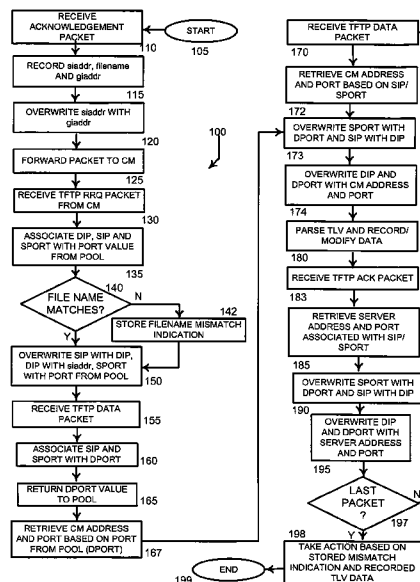 START
105
RECEIVE
ACKNOWLEDGEMENT
PACKET
110
RECORD siaddr, filename
AND giaddr
115
OVERWRITE siaddr WITH
giaddr
120
100
FORWARD PACKET TO CM
125
RECEIVE TFTP RRQ PACKET
FROM CM
130
ASSOCIATE DIP, SIP AND
SPORT WITH PORT VALUE
FROM POOL
135
140
FILE NAME
MATCHES?
N
142
STORE FILENAME MISMATCH
INDICATION
Y
OVERWRITE SIP WITH DIP,
DIP WITH siaddr, SPORT
WITH PORT FROM POOL
150
RECEIVE TFTP DATA
PACKET
155
ASSOCIATE SIP AND
SPORT WITH DPORT
160
RETURN DPORT VALUE
TO POOL
165
RETRIEVE CM ADDRESS
AND PORT BASED ON PORT
FROM POOL (DPORT)
167
RECEIVE TFTP DATA
PACKET
170
RETRIEVE CM ADDRESS
AND PORT BASED ON SIP/
SPORT
172
OVERWRITE SPORT WITH
DPORT AND SIP WITH DIP
173
OVERWRITE DIP AND
DPORT WITH CM ADDRESS
AND PORT
174
PARSE TLV AND RECORD/
MODIFY DATA
180
RECEIVE TFTP ACK PACKET
183
RETRIEVE SERVER
ADDRESS AND PORT
ASSOCIATED WITH SIP/
SPORT
185
OVERWRITE SPORT WITH
DPORT AND SIP WITH DIP
190
OVERWRITE DIP AND
DPORT WITH SERVER
ADDRESS AND PORT
195
LAST
PACKET
?
N
197
198
Y
TAKE ACTION BASED ON
STORED MISMATCH
INDICATION AND RECORDED
TLV DATA
END
199